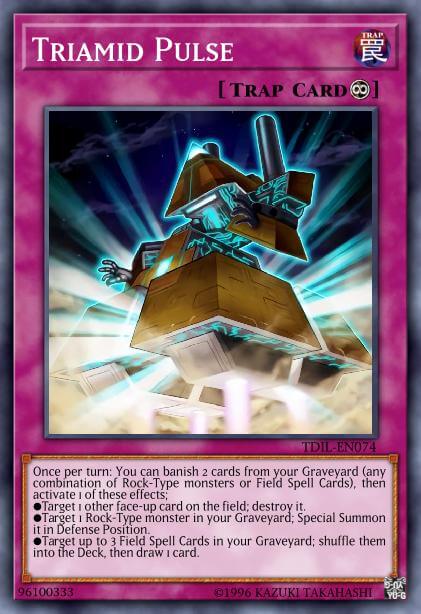 TRIAMID PULSE
TRAP
罠
[TRAP CARD]
TDIL-EN074
Once per turn: You can banish 2 cards from your Graveyard (any
combination of Rock-Type monsters or Field Spell Cards), then
activate 1 of these effects;
●Target 1 other face-up card on the field; destroy it.
●Target 1 Rock-Type monster in your Graveyard; Special Summon
it in Defense Position.
●Target up to 3 Field Spell Cards in your Graveyard; shuffle them
into the Deck, then draw 1 card.
96100333
©1996 KAZUKI TAKAHASHI